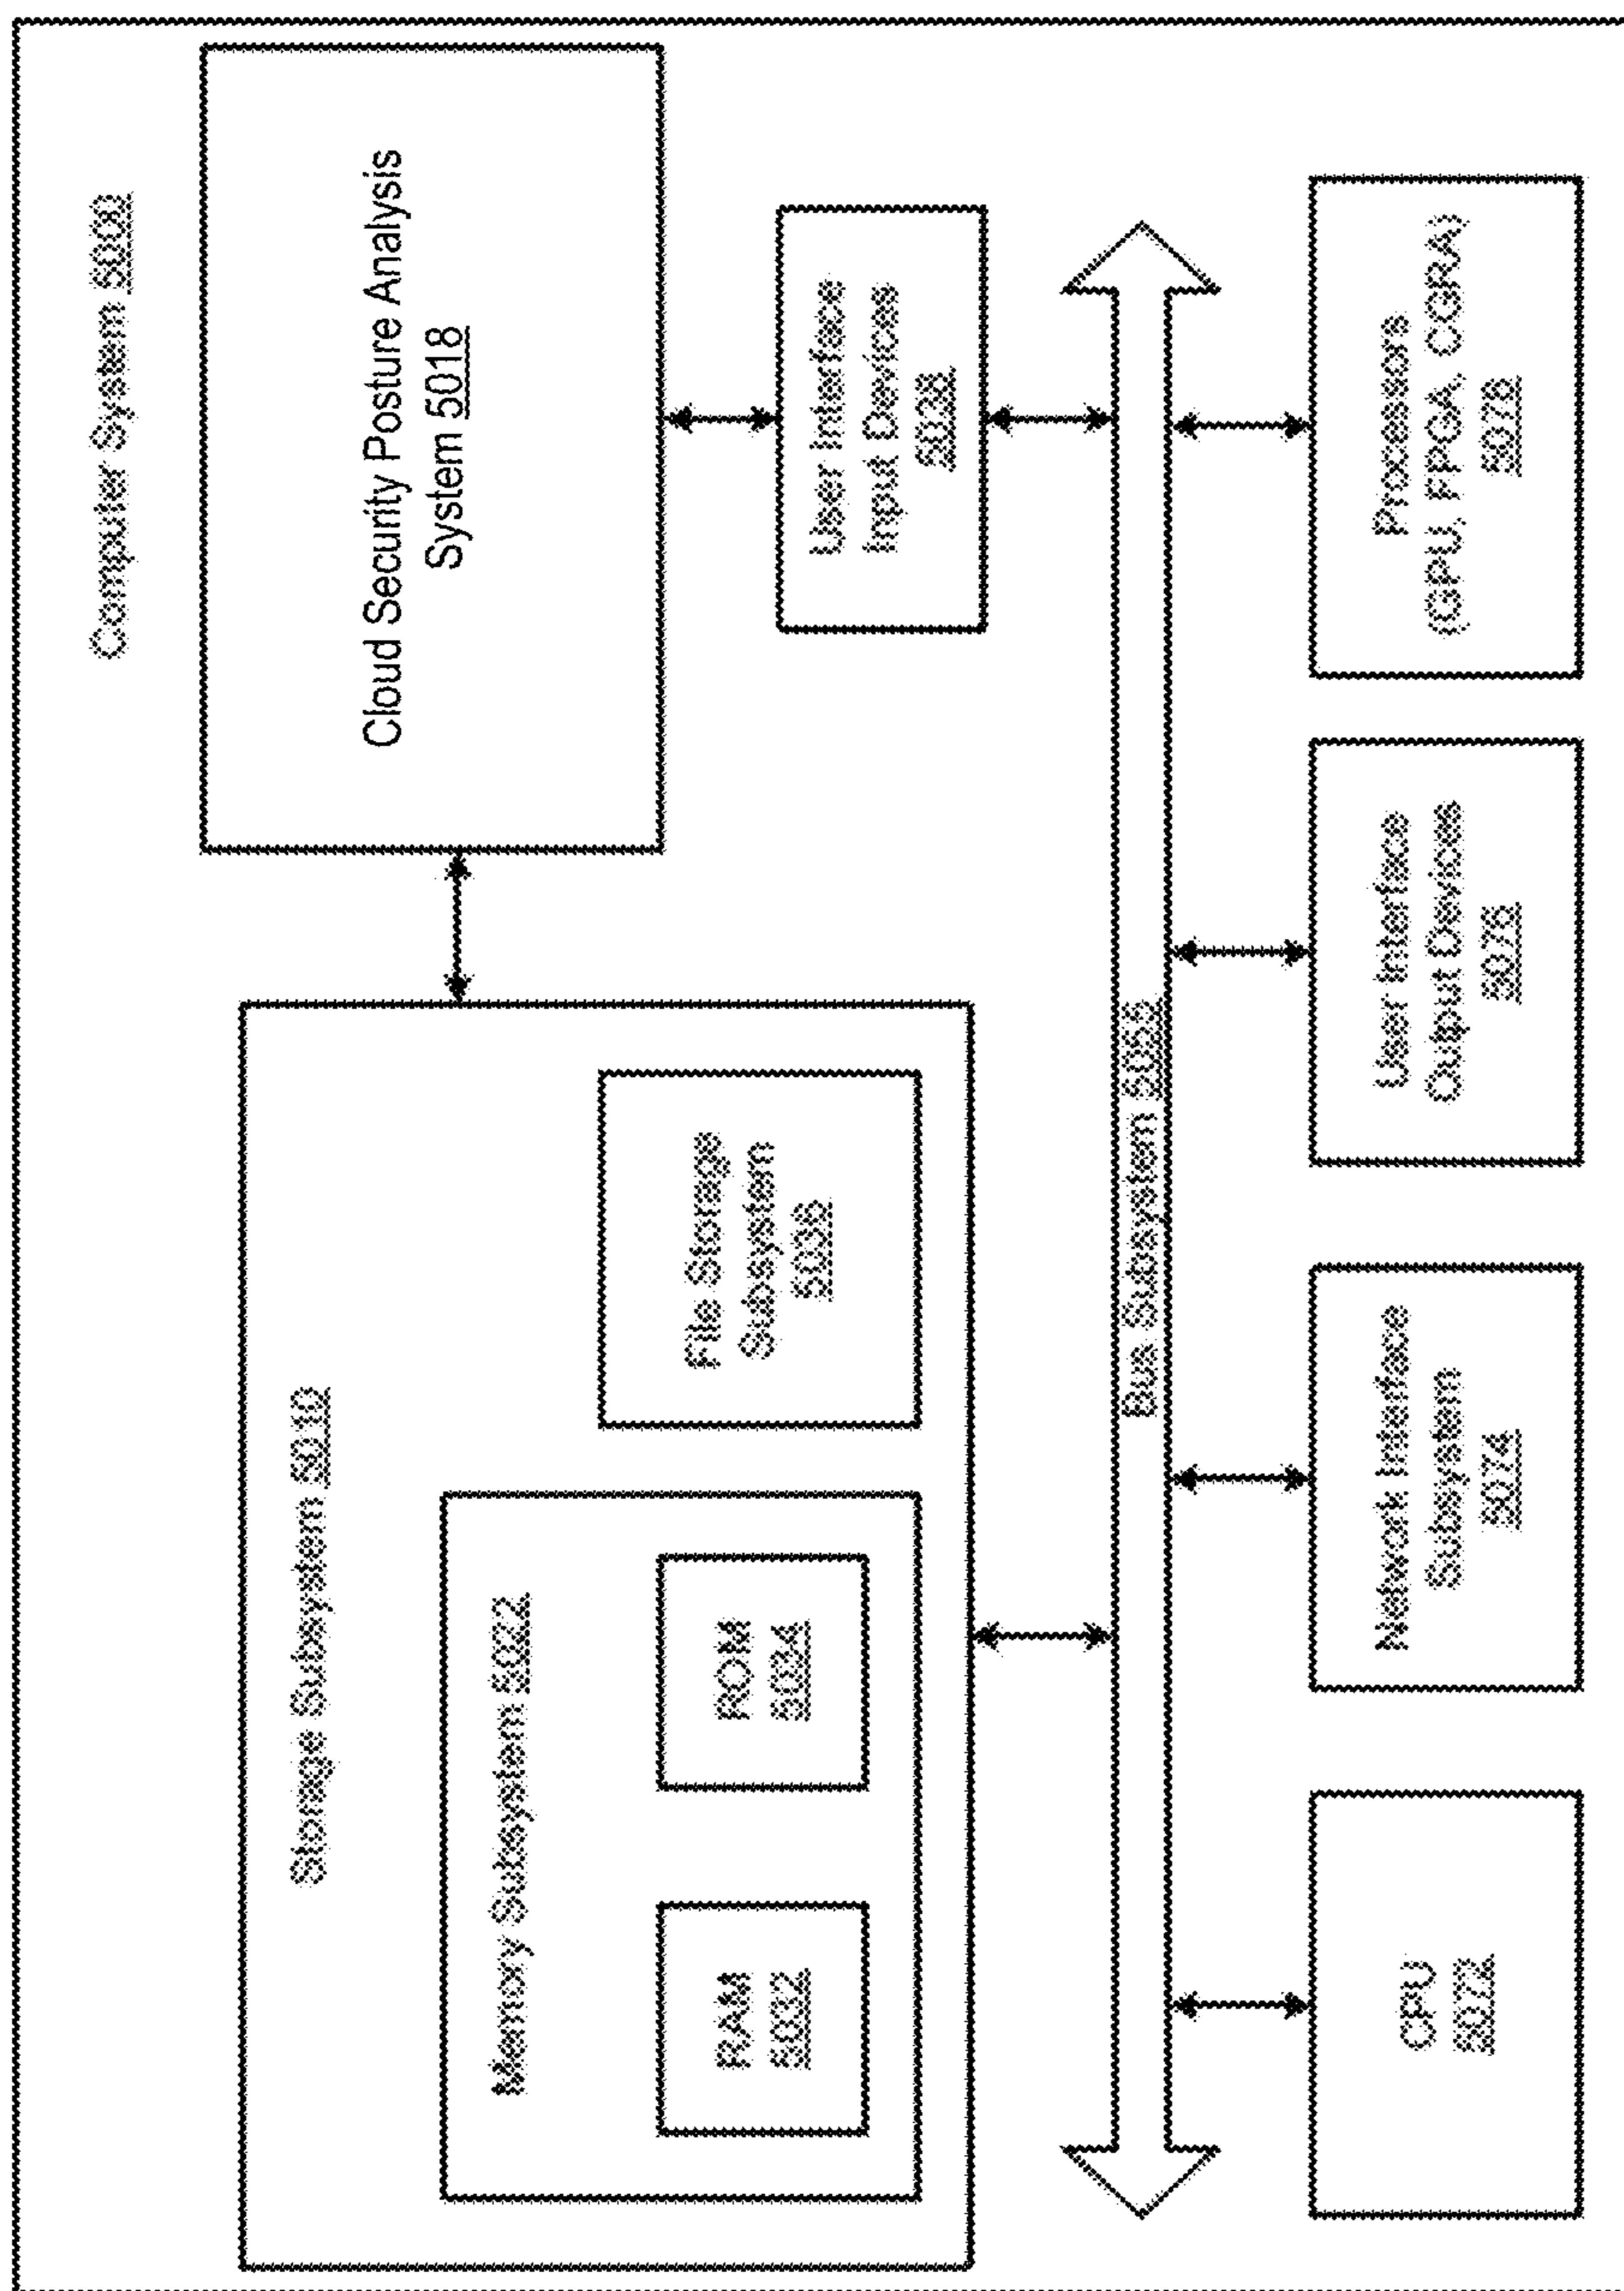 Computer System 5000
Cloud Security Posture Analysis
System 5018
Storage Subsystem 5010
Memory Subsystem 5022
RAM
5032
ROM
5034
File Storage
Subsystem
5036
User Interface
Input Devices
5038
Bus Subsystem 5055
CPU
5072
Network Interface
Subsystem
5074
User Interface
Output Devices
5076
Processors
(GPU, FPGA, CGRA)
5078